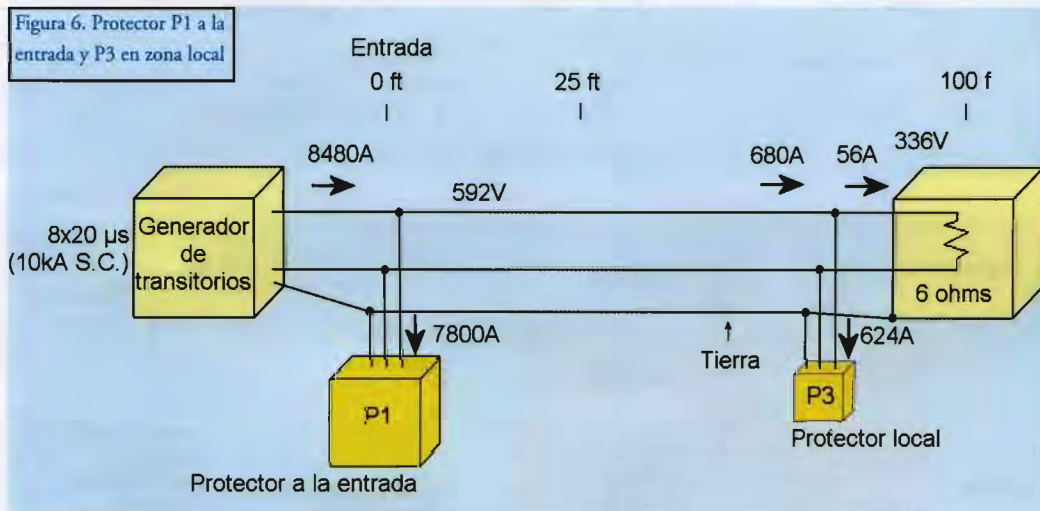 Figura 6. Protector P1 a la
entrada y P3 en zona local
Entrada
0 ft
25 ft
100 f
8480A
592V
680A
56A
336V
8x20 µs
(10kA S.C.)
Generador
de
transitorios
6 ohms
7800A
Tierra
624A
P1
P3
Protector local
Protector a la entrada